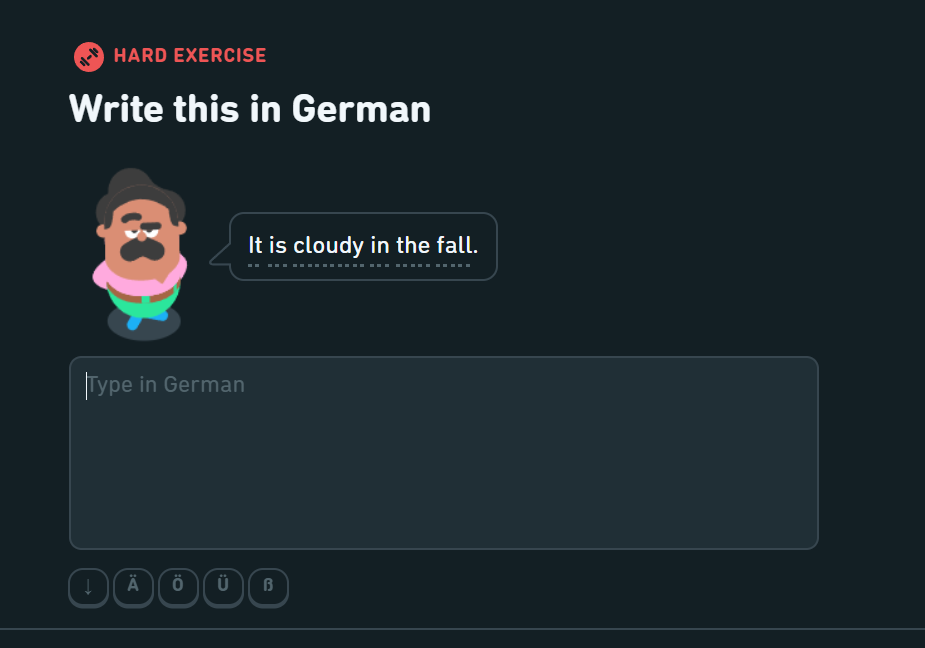 HARD EXERCISE
Write this in German
It is cloudy in the fall.
Type in German
↓ Ä Ö Ü ß